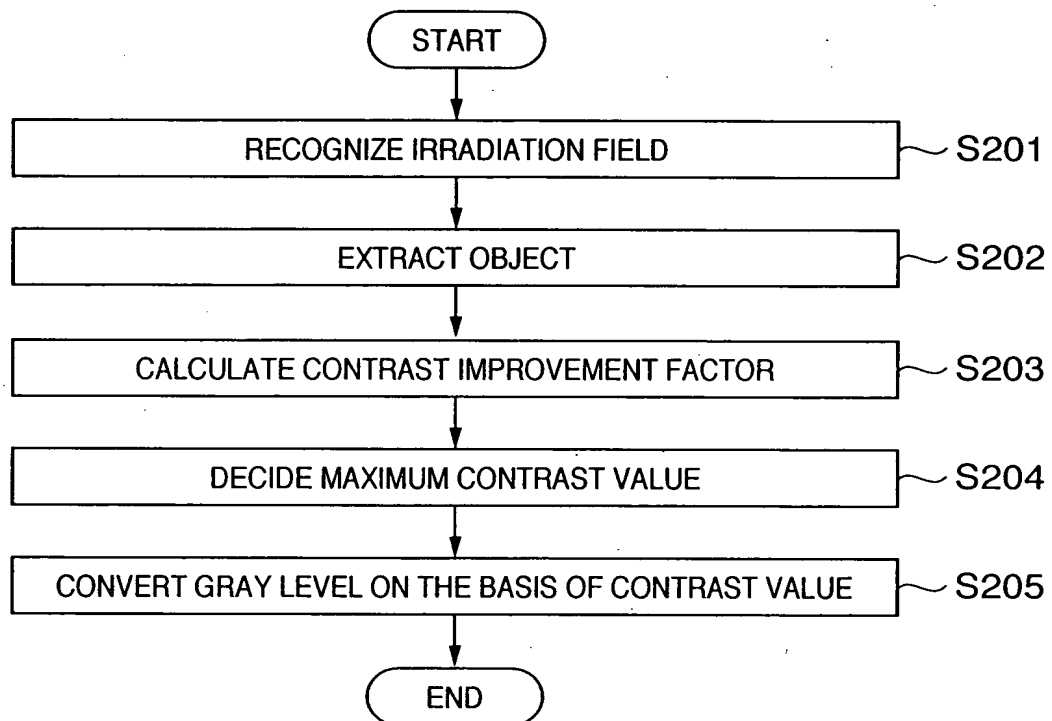 START
RECOGNIZE IRRADIATION FIELD S201
EXTRACT OBJECT S202
CALCULATE CONTRAST IMPROVEMENT FACTOR S203
DECIDE MAXIMUM CONTRAST VALUE S204
CONVERT GRAY LEVEL ON THE BASIS OF CONTRAST VALUE S205
END